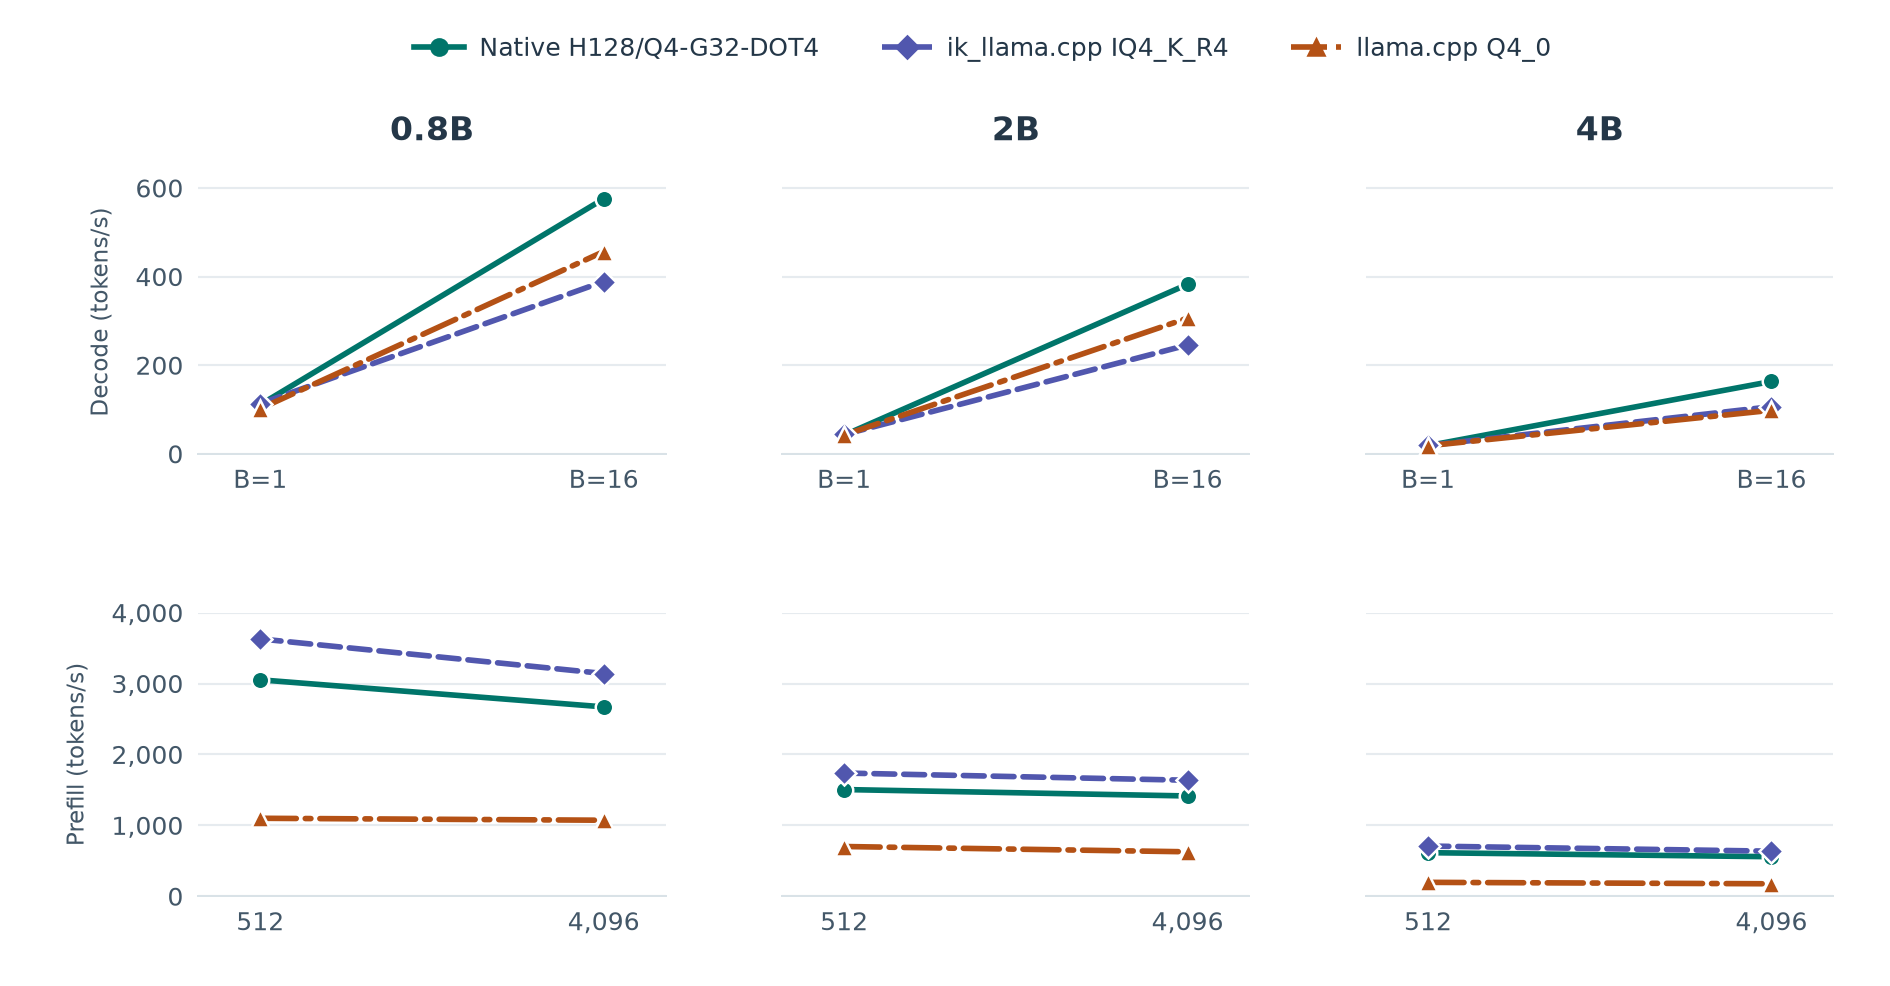 Native H128/Q4-G32-DOT4 ik_llama.cpp IQ4_K_R4 llama.cpp Q4_0
0.8B 2B 4B
Decode (tokens/s)
600
400
200
0
B=1 B=16 B=1 B=16 B=1 B=16
Prefill (tokens/s)
4,000
3,000
2,000
1,000
0
512 4,096 512 4,096 512 4,096